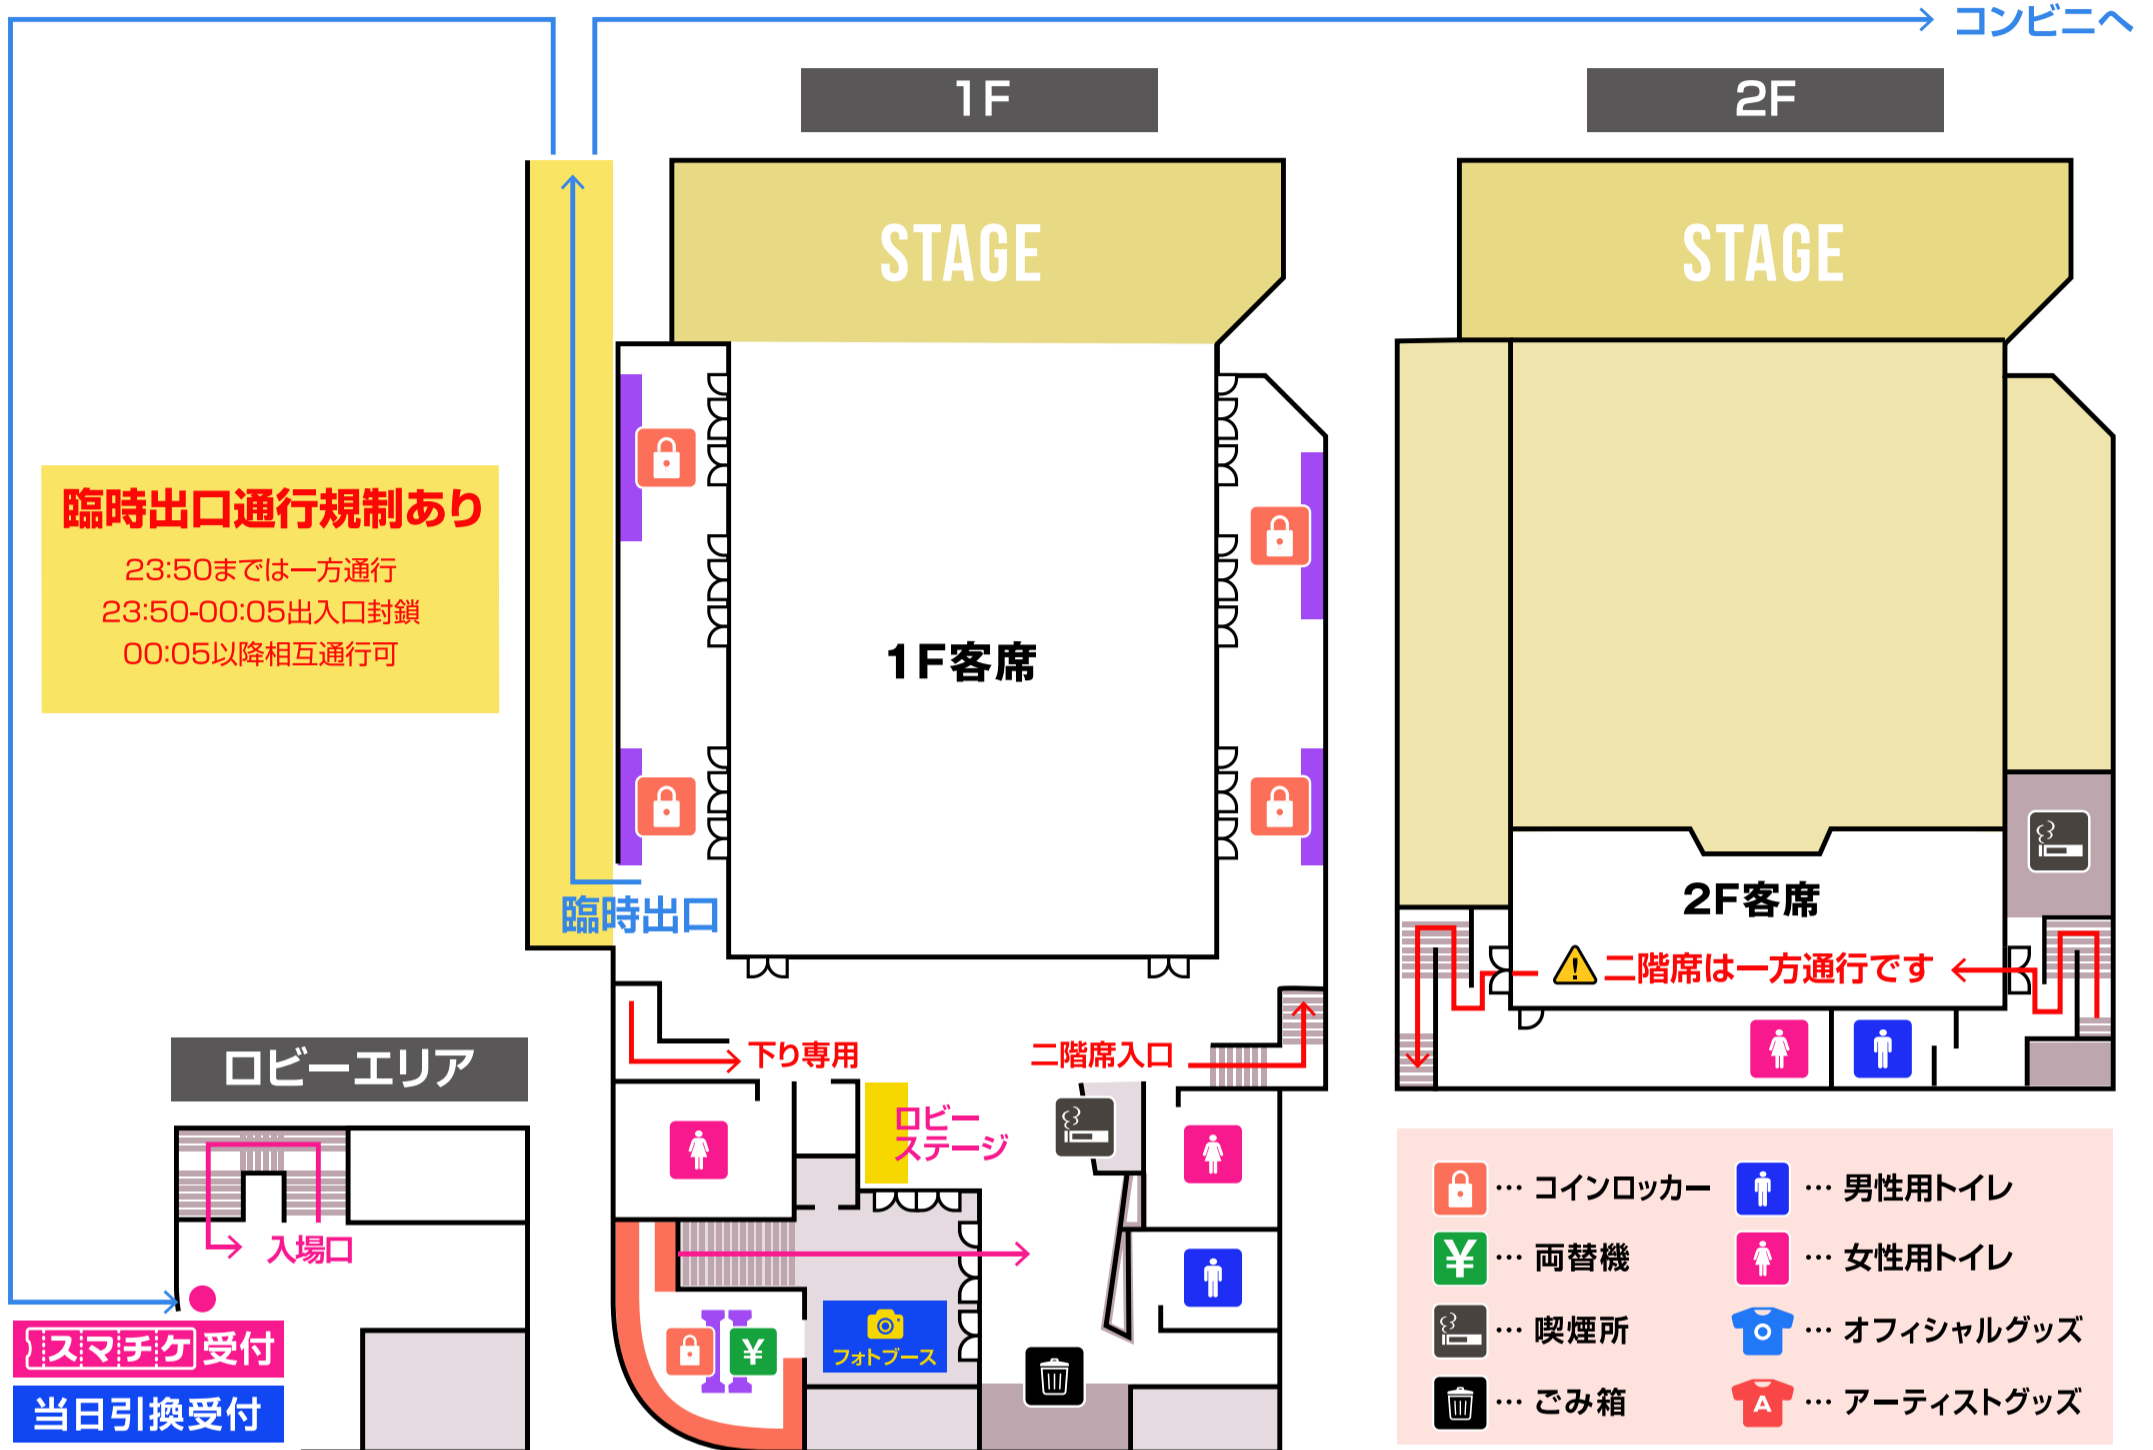 コンビニへ
1F
2F
STAGE
STAGE
臨時出口通行規制あり
23:50までは一方通行
23:50-00:05出入口封鎖
00:05以降相互通行可
1F客席
臨時出口
2F客席
二階席は一方通行です
下り専用
二階席入口
ロビーエリア
ロビー
ステージ
入場口
スマチケ受付
当日引換受付
¥
フォトブース
… コインロッカー
… 男性用トイレ
¥ … 両替機
… 女性用トイレ
… 喫煙所
O … オフィシャルグッズ
… ごみ箱
A … アーティストグッズ